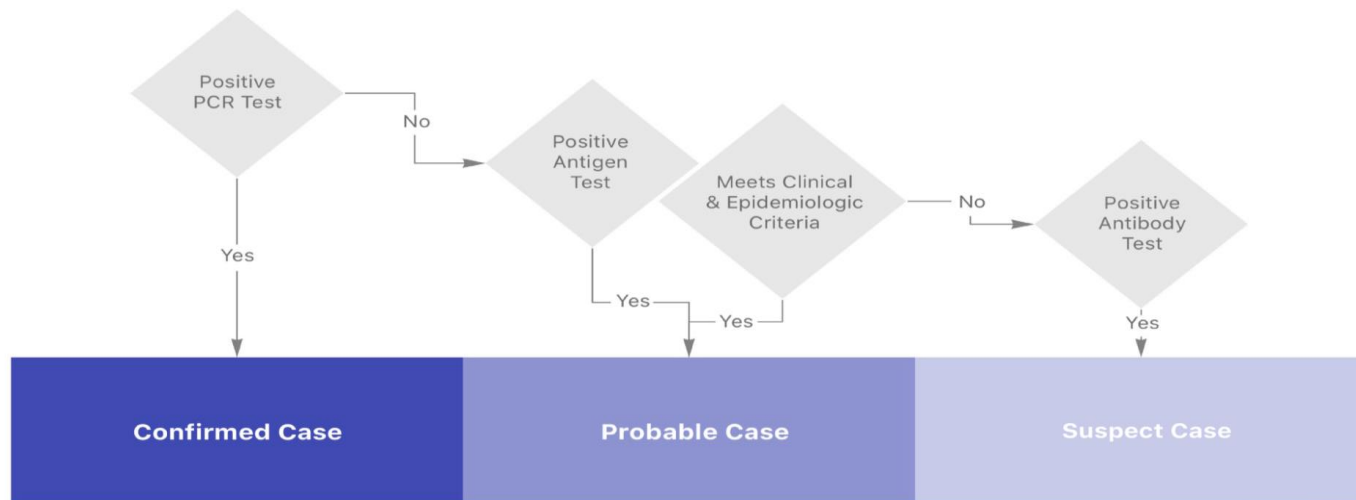 Positive
PCR Test
No
Positive
Antigen
Test
Meets Clinical
& Epidemiologic
Criteria
No
Positive
Antibody
Test
Yes
Yes
Yes
Yes
Confirmed Case
Probable Case
Suspect Case